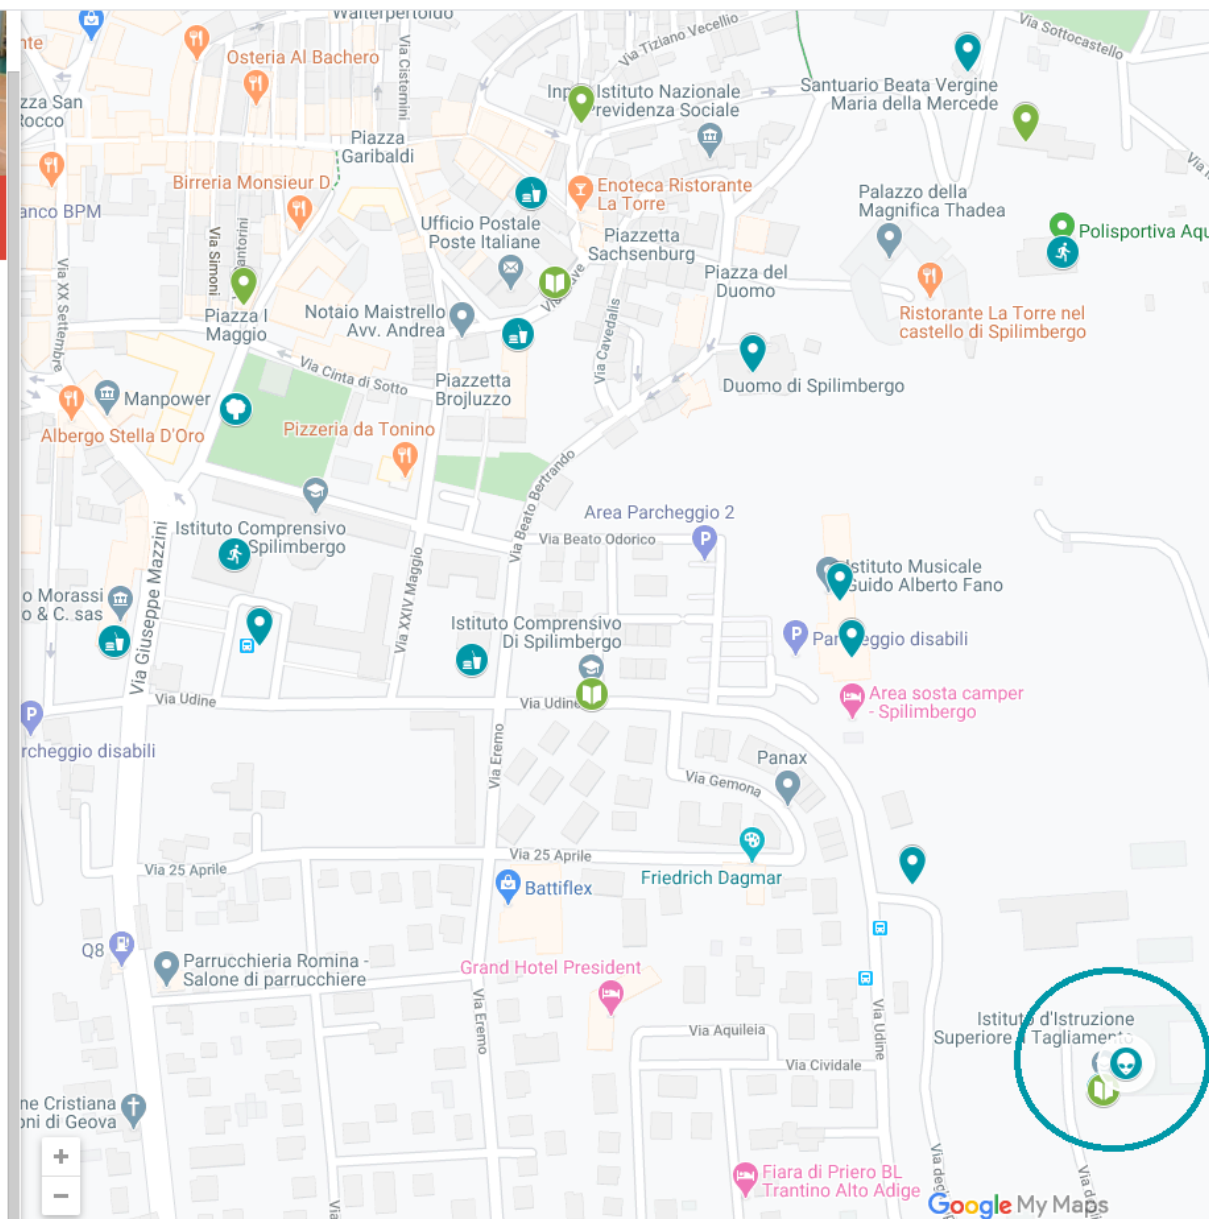 Walterpertoldo
Via Sottocastello
nte
Osteria Al Bachero
Via Cisternini
Via Tiziano Vecellio
Istituto Nazionale
Previdenza Sociale
Santuario Beata Vergine
Maria della Mercede
zza San
Rocco
Piazza
Garibaldi
Birreria Monsieur D
Enoteca Ristorante
La Torre
Palazzo della
Magnifica Thadea
anco BPM
Ufficio Postale
Poste Italiane
Piazzetta
Sachsenburg
Polisportiva Aqu
Via Simoni
Via XX Settembre
Piazza del
Duomo
Piazza I
Maggio
Notaio Maistrello
Avv. Andrea
Via Cavedalis
Ristorante La Torre nel
castello di Spilimbergo
Via Cinta di Sotto
Piazzetta
Brojluzzo
Duomo di Spilimbergo
Manpower
Albergo Stella D'Oro
Pizzeria da Tonino
Via Beato Bertrando
Area Parcheggio 2
Via Giuseppe Mazzini
Istituto Comprensivo
Spilimbergo
Via Beato Odorico
Via XXIV Maggio
Istituto Musicale
Guido Alberto Fano
o Morassi
o & C. sas
Istituto Comprensivo
Di Spilimbergo
disabili
Via Udine
Via Udine
Area sosta camper
- Spilimbergo
rcheggio disabili
Via Eremo
Panax
Via Gemona
Via 25 Aprile
Via 25 Aprile
Friedrich Dagmar
Battiflex
Q8
Parrucchieria Romina -
Salone di parrucchiere
Grand Hotel President
Via Eremo
Via Udine
Via Aquileia
Istituto d'Istruzione
Superiore Il Tagliamento
Via Cividale
ne Cristiana
oni di Geova
Fiara di Priero BL
Trantino Alto Adige
Google My Maps